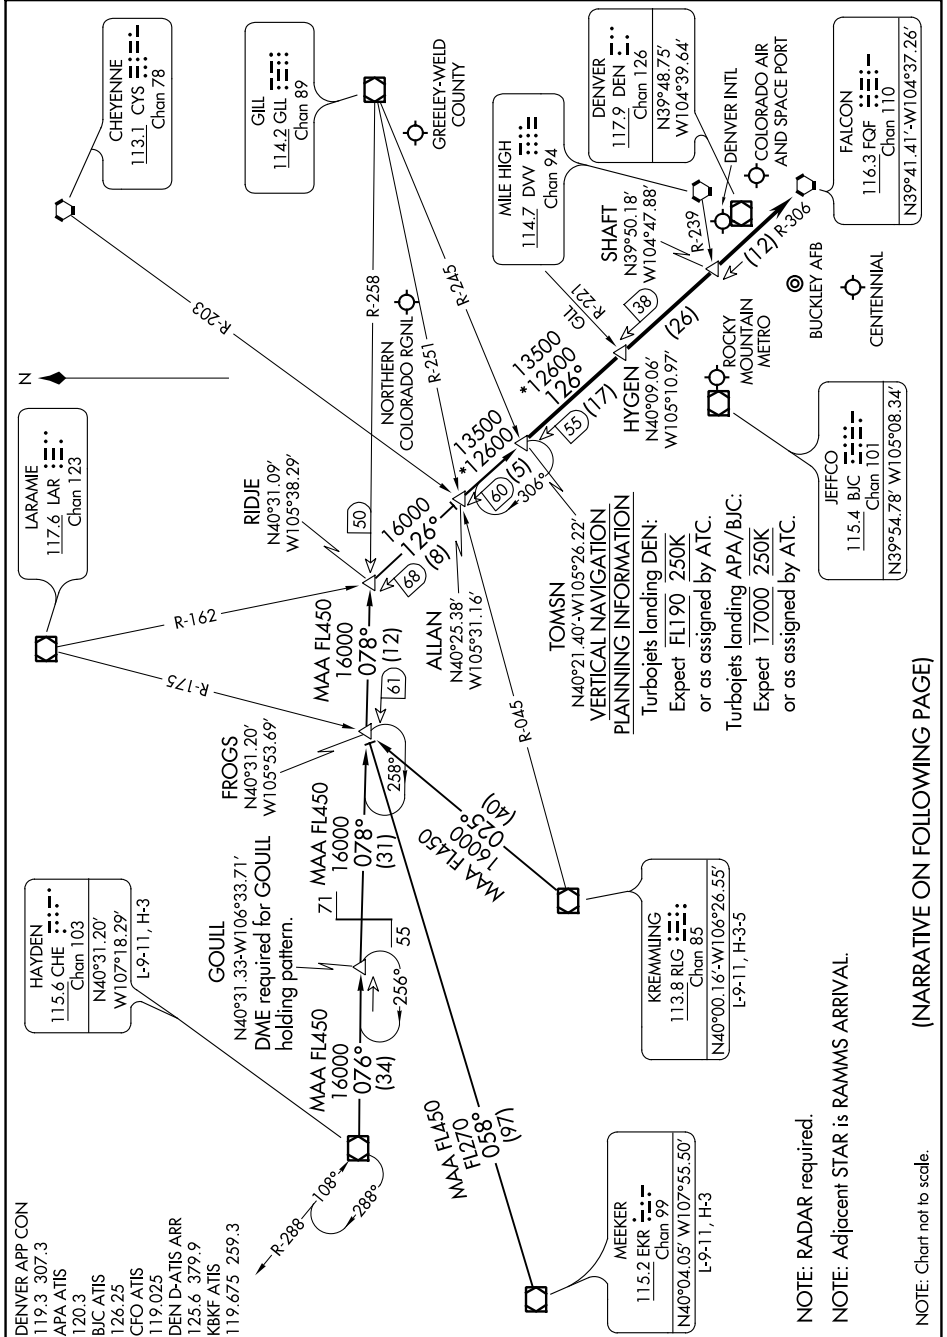 DENVER APP CON
119.3 307.3
APA ATIS
120.3
BJC ATIS
126.25
CFO ATIS
119.025
DEN D-ATIS ARR
125.6 379.9
KBKF ATIS
119.675 259.3
HAYDEN
115.6 CHE
Chan 103
N40°31.20'
W107°18.29'
L-9-11, H-3
LARAMIE
117.6 LAR
Chan 123
N
CHEYENNE
113.1 CYS
Chan 78
GILL
114.2 GLL
Chan 89
GREELEY-WELD
COUNTY
R-203
R-258
R-251
R-245
R-162
R-175
NORTHERN
COLORADO RGNL
RIDJE
N40°31.09'
W105°38.29'
FROGS
N40°31.20'
W105°53.69'
GOULL
N40°31.33-W106°33.71'
DME required for GOULL
holding pattern.
R-288
108°
288°
MAA FL450
16000
076°
(34)
256°
71
55
MAA FL450
16000
078°
(31)
258°
MAA FL450
16000
078°
(12)
61
50
68
16000
126°
(8)
ALLAN
N40°25.38'
W105°31.16'
13500
*12600
60
(5)
306°
TOMSN
N40°21.40'-W105°26.22'
13500
*12600
126°
55
(17)
HYGEN
N40°09.06'
W105°10.97'
GIL
R-221
38
(26)
SHAFT
N39°50.18'
W104°47.88'
MILE HIGH
114.7 DVV
Chan 94
R-239
DENVER
117.9 DEN
Chan 126
N39°48.75'
W104°39.64'
DENVER INTL
COLORADO AIR
AND SPACE PORT
(12)
R-306
FALCON
116.3 FQF
Chan 110
N39°41.41'-W104°37.26'
BUCKLEY AFB
CENTENNIAL
ROCKY
MOUNTAIN
METRO
JEFFCO
115.4 BJC
Chan 101
N39°54.78' W105°08.34'
VERTICAL NAVIGATION
PLANNING INFORMATION
Turbojets landing DEN:
Expect FL190 250K
or as assigned by ATC.
Turbojets landing APA/BJC:
Expect 17000 250K
or as assigned by ATC.
R-045
MAA FL450
16000
025°
(40)
KREMMLING
113.8 RLG
Chan 85
N40°00.16'-W106°26.55'
L-9-11, H-3-5
MAA FL450
FL270
058°
(97)
MEEKER
115.2 EKR
Chan 99
N40°04.05' W107°55.50'
L-9-11, H-3
NOTE: RADAR required.
NOTE: Adjacent STAR is RAMMS ARRIVAL.
NOTE: Chart not to scale.
(NARRATIVE ON FOLLOWING PAGE)